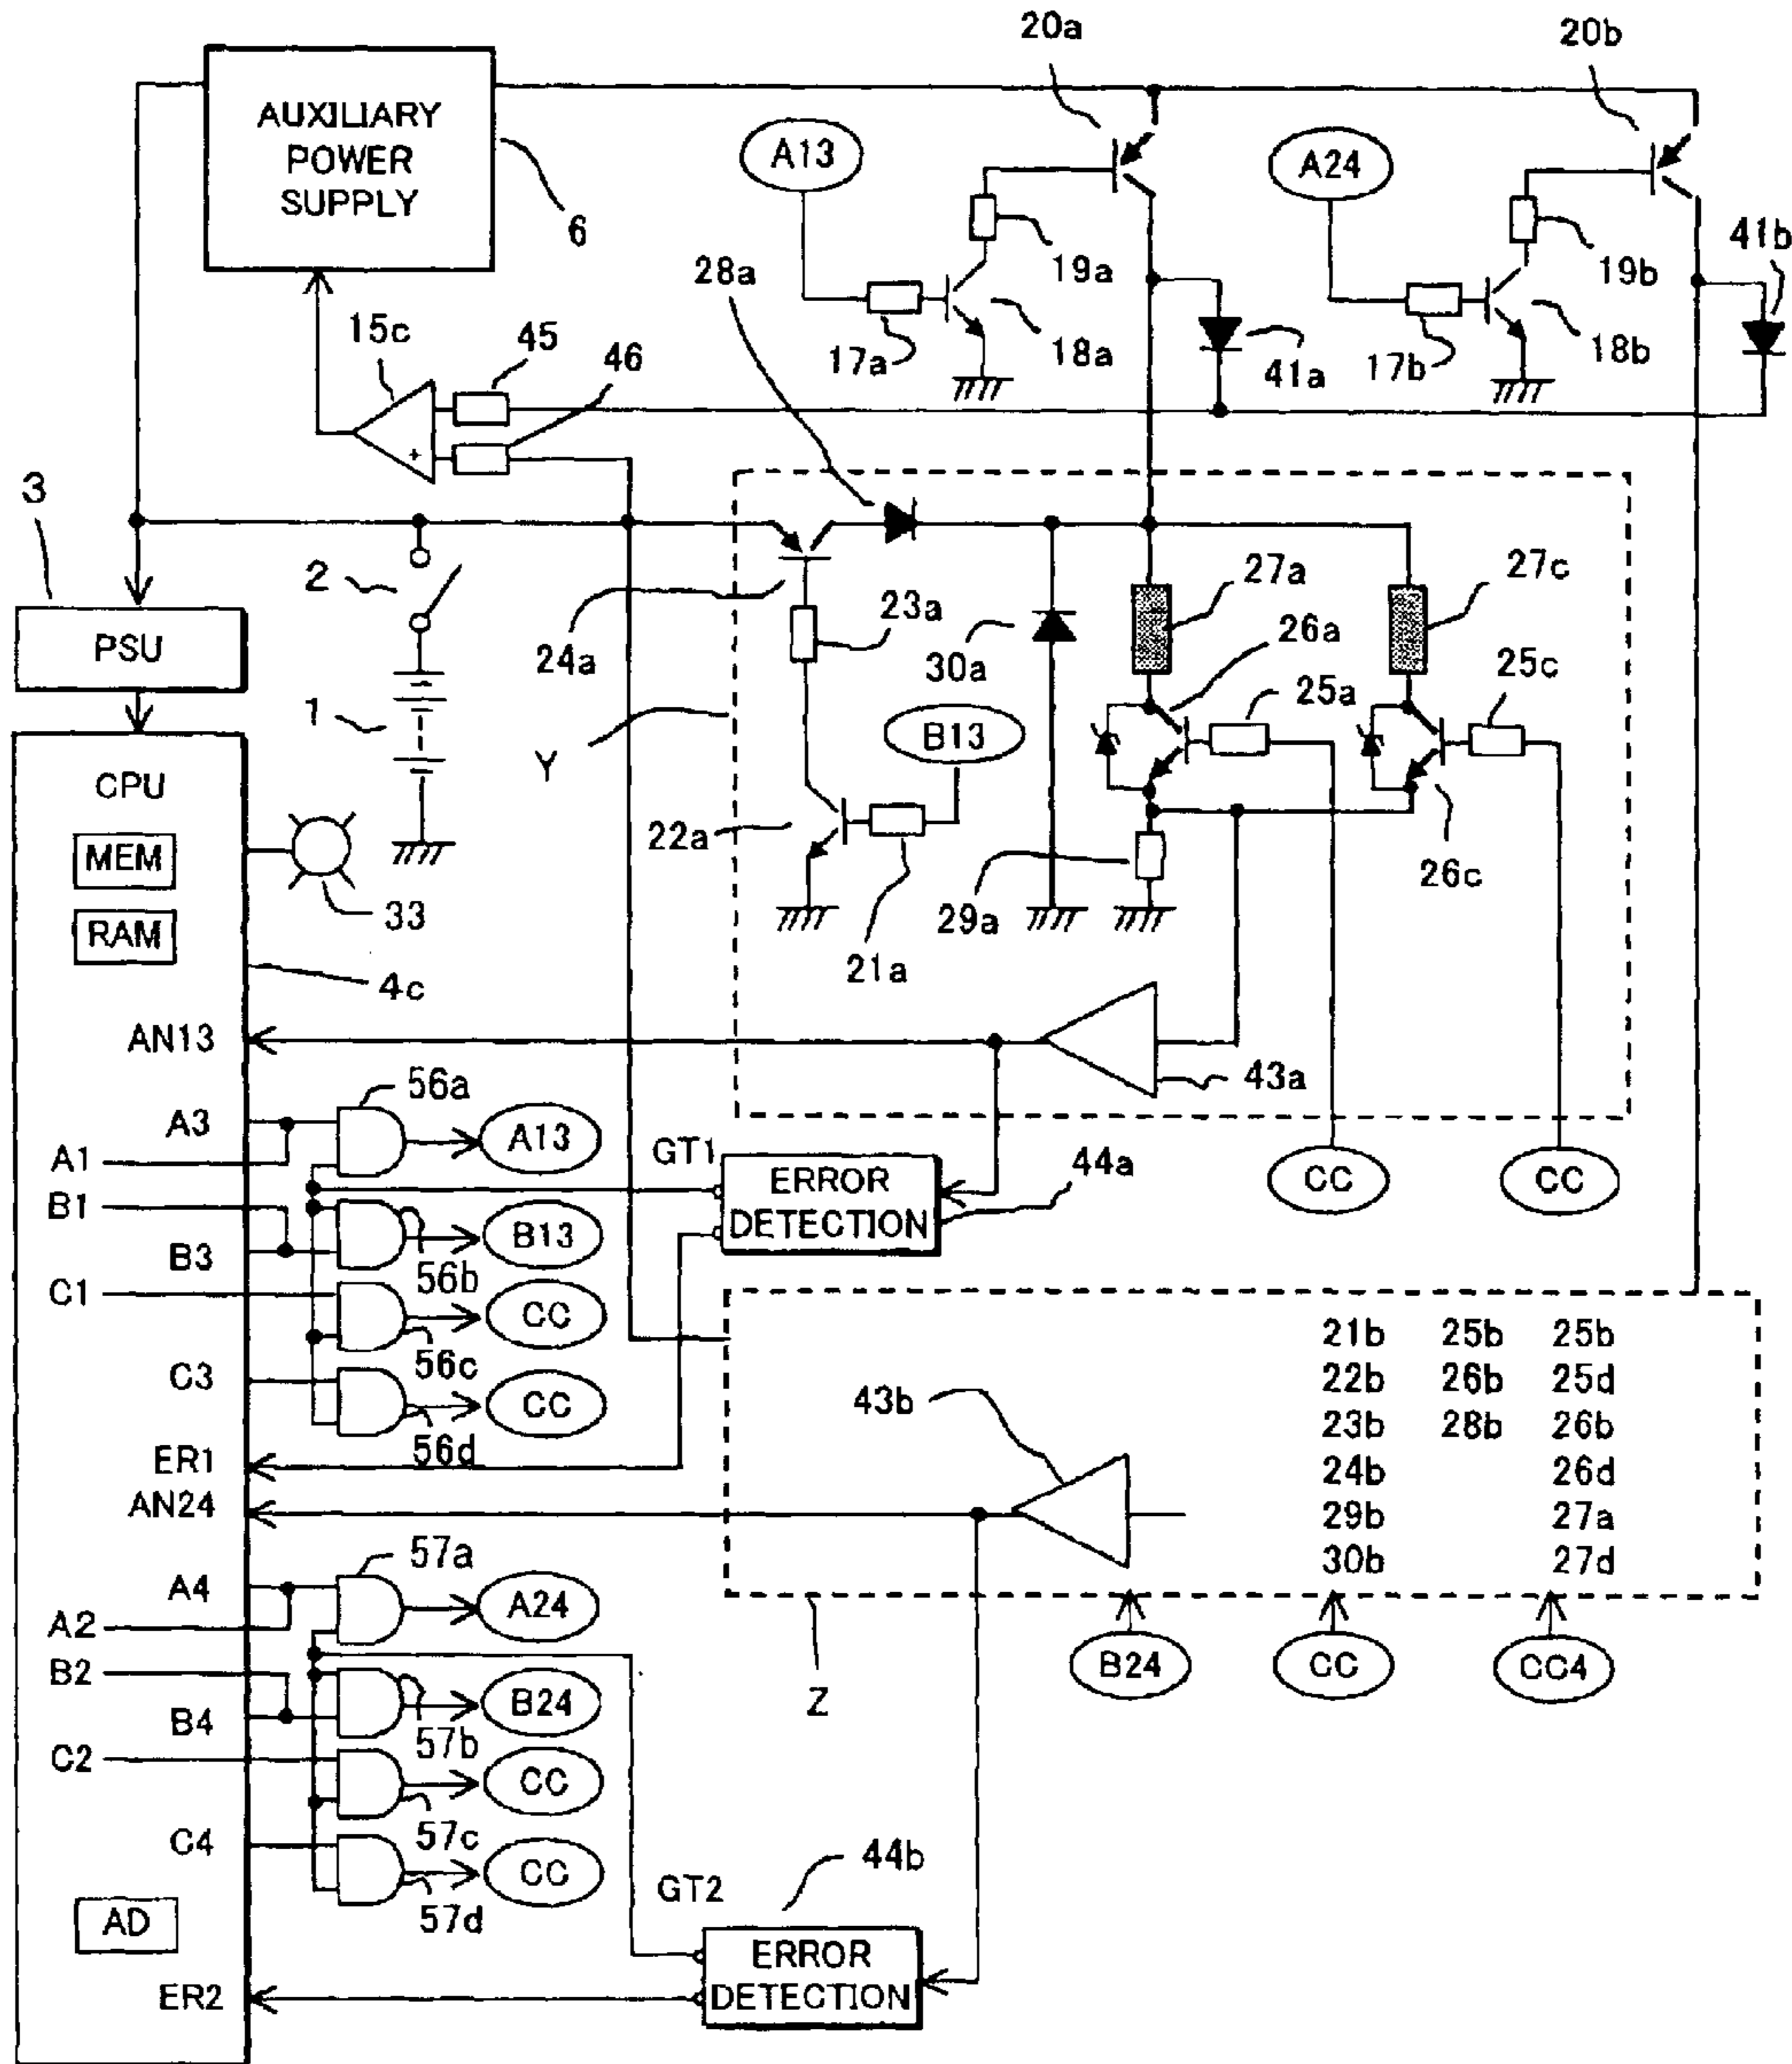 20a
20b
AUXILIARY
POWER
SUPPLY
6
A13
A24
19a
19b
41b
28a
15c
45
46
17a
18a
41a
17b
18b
3
PSU
2
1
24a
23a
30a
27a
26a
25a
27c
25c
Y
B13
22a
21a
29a
26c
CPU
MEM
RAM
33
4c
AN13
43a
A3
A1
56a
A13
GT1
ERROR
DETECTION
44a
CC
CC
B1
B3
B13
56b
C1
CC
56c
C3
CC
56d
ER1
AN24
43b
21b 25b 25b
22b 26b 25d
23b 28b 26b
24b 26d
29b 27a
30b 27d
57a
A4
A24
A2
B2
B4
B24
57b
Z
B24
CC
CC4
C2
CC
57c
C4
CC
57d
44b
GT2
AD
ERROR
DETECTION
ER2